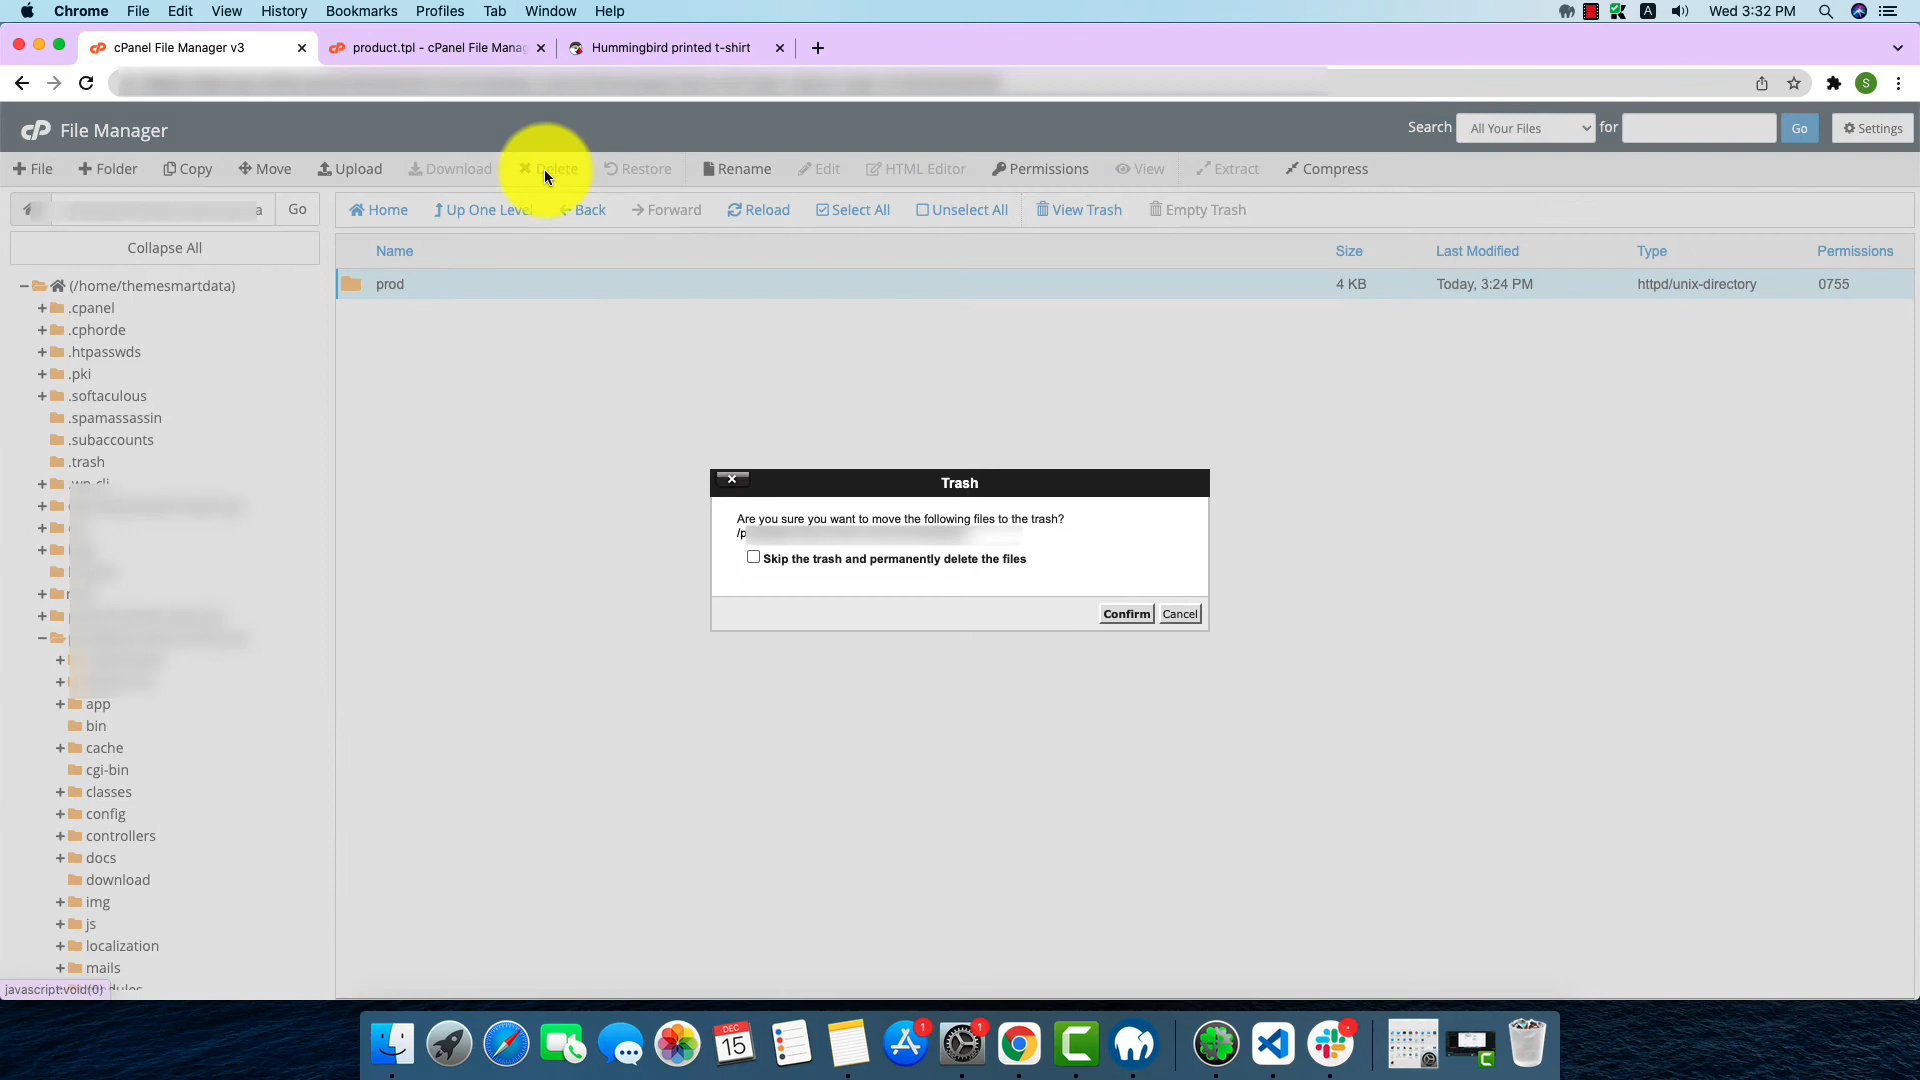 Chrome File Edit View History Bookmarks Profiles Tab Window Help A Wed 3:32 PM
cPanel File Manager v3 product.tpl - cPanel File Manag Hummingbird printed t-shirt
S
cP File Manager Search All Your Files for Go Settings
File Folder Copy Move Upload Download Delete Restore Rename Edit HTML Editor Permissions View Extract Compress
a Go Home Up One Level Back Forward Reload Select All Unselect All View Trash Empty Trash
Collapse All
Name Size Last Modified Type Permissions
prod 4 KB Today, 3:24 PM httpd/unix-directory 0755
(/home/themesmartdata)
.cpanel
.cphorde
.htpasswds
.pki
.softaculous
.spamassassin
.subaccounts
.trash
app
bin
cache
cgi-bin
classes
config
controllers
docs
download
img
js
localization
mails
javascript:void(0)
Trash
Are you sure you want to move the following files to the trash?
/p
Skip the trash and permanently delete the files
Confirm Cancel
DEC
15
1
1